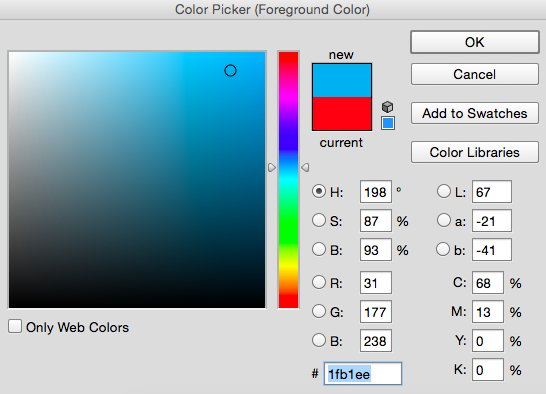 Color Picker (Foreground Color)
new
current
OK
Cancel
Add to Swatches
Color Libraries
H: 198 °
S: 87 %
B: 93 %
R: 31
G: 177
B: 238
# 1fb1ee
L: 67
a: -21
b: -41
C: 68 %
M: 13 %
Y: 0 %
K: 0 %
Only Web Colors